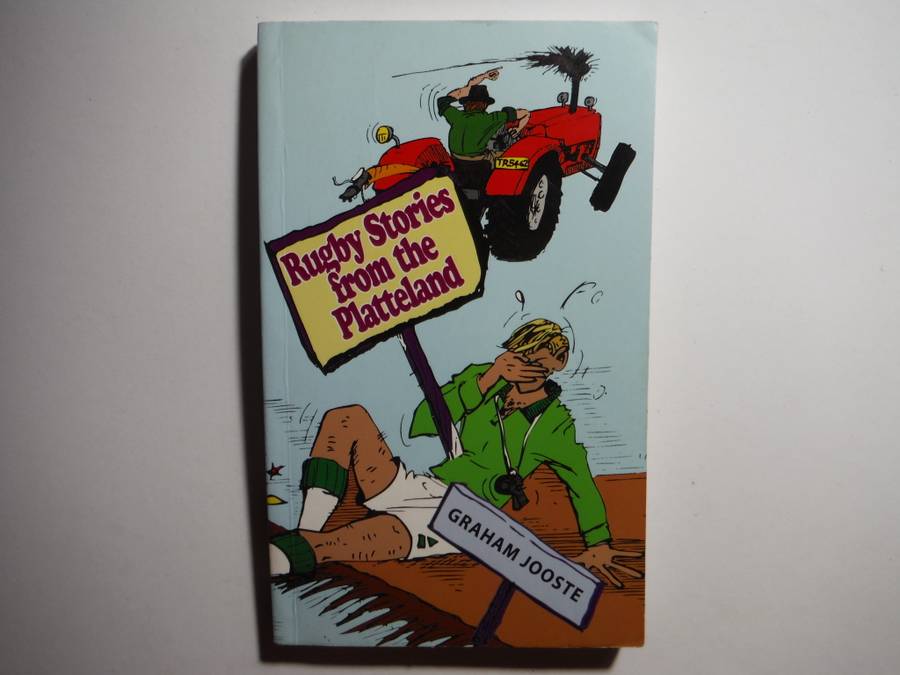 TR5462
Rugby Stories
from the
Platteland
GRAHAM JOOSTE